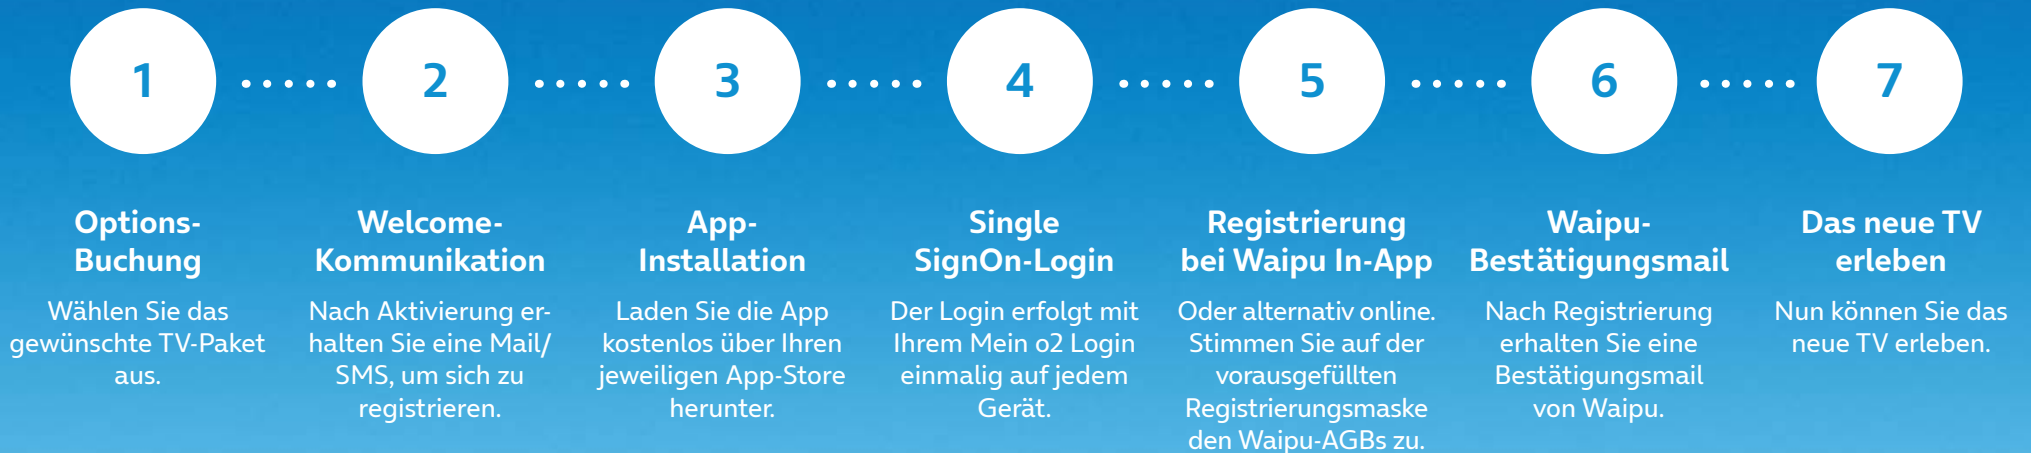 1
2
3
4
5
6
7
Options-
Buchung
Wählen Sie das
gewünschte TV-Paket
aus.
Welcome-
Kommunikation
Nach Aktivierung er-
halten Sie eine Mail/
SMS, um sich zu
registrieren.
App-
Installation
Laden Sie die App
kostenlos über Ihren
jeweiligen App-Store
herunter.
Single
SignOn-Login
Der Login erfolgt mit
Ihrem Mein o2 Login
einmalig auf jedem
Gerät.
Registrierung
bei Waipu In-App
Oder alternativ online.
Stimmen Sie auf der
vorausgefüllten
Registrierungsmaske
den Waipu-AGBs zu.
Waipu-
Bestätigungsmail
Nach Registrierung
erhalten Sie eine
Bestätigungsmail
von Waipu.
Das neue TV
erleben
Nun können Sie das
neue TV erleben.